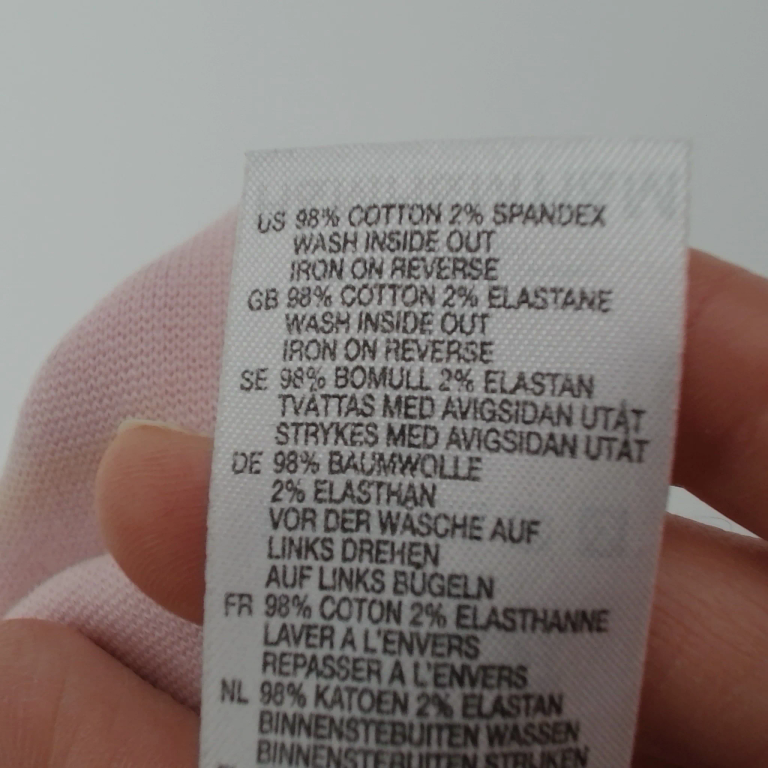 US 98% COTTON 2% SPANDEX
WASH INSIDE OUT
IRON ON REVERSE
GB 98% COTTON 2% ELASTANE
WASH INSIDE OUT
IRON ON REVERSE
SE 98% BOMULL 2% ELASTAN
TVÄTTAS MED AVIGSIDAN UTÅT
STRYKES MED AVIGSIDAN UTÅT
DE 98% BAUMWOLLE
2% ELASTHAN
VOR DER WÄSCHE AUF
LINKS DREHEN
AUF LINKS BÜGELN
FR 98% COTON 2% ELASTHANNE
LAVER A L'ENVERS
REPASSER A L'ENVERS
NL 98% KATOEN 2% ELASTAN
BINNENSTEBUITEN WASSEN
BINNENSTEBUITEN STRIJKEN